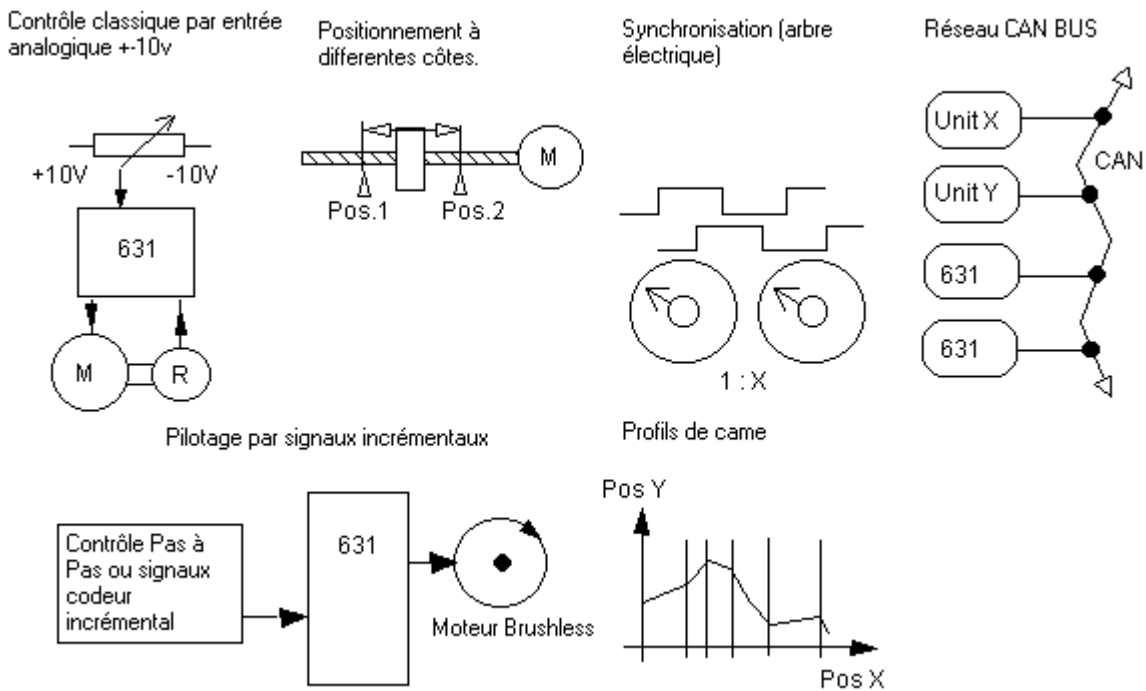 Contrôle classique par entrée
analogique +-10v
+10V
-10V
631
M
R
Positionnement à
differentes côtes.
M
Pos.1
Pos.2
Synchronisation (arbre
électrique)
1 : X
Réseau CAN BUS
Unit X
CAN
Unit Y
631
631
Pilotage par signaux incrémentaux
Contrôle Pas à
Pas ou signaux
codeur
incrémental
631
Moteur Brushless
Profils de came
Pos Y
Pos X